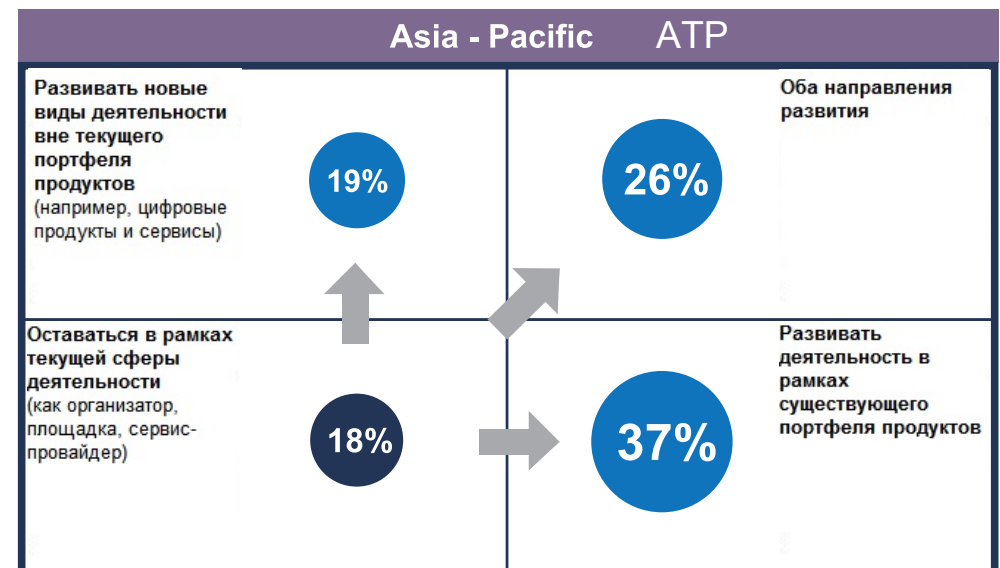 Asia - Pacific АТР
Развивать новые
виды деятельности
вне текущего
портфеля
продуктов
(например, цифровые
продукты и сервисы)
19%
26%
Оба направления
развития
Оставаться в рамках
текущей сферы
деятельности
(как организатор,
площадка, сервис-
провайдер)
18%
37%
Развивать
деятельность в
рамках
существующего
портфеля продуктов